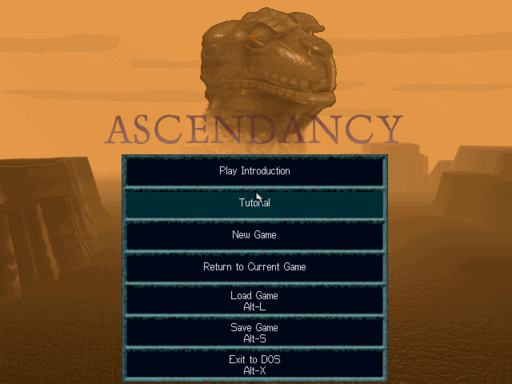 ASCENDANCY
Play Introduction
Tutorial
New Game
Return to Current Game
Load Game
Alt-L
Save Game
Alt-S
Exit to DOS
Alt-X